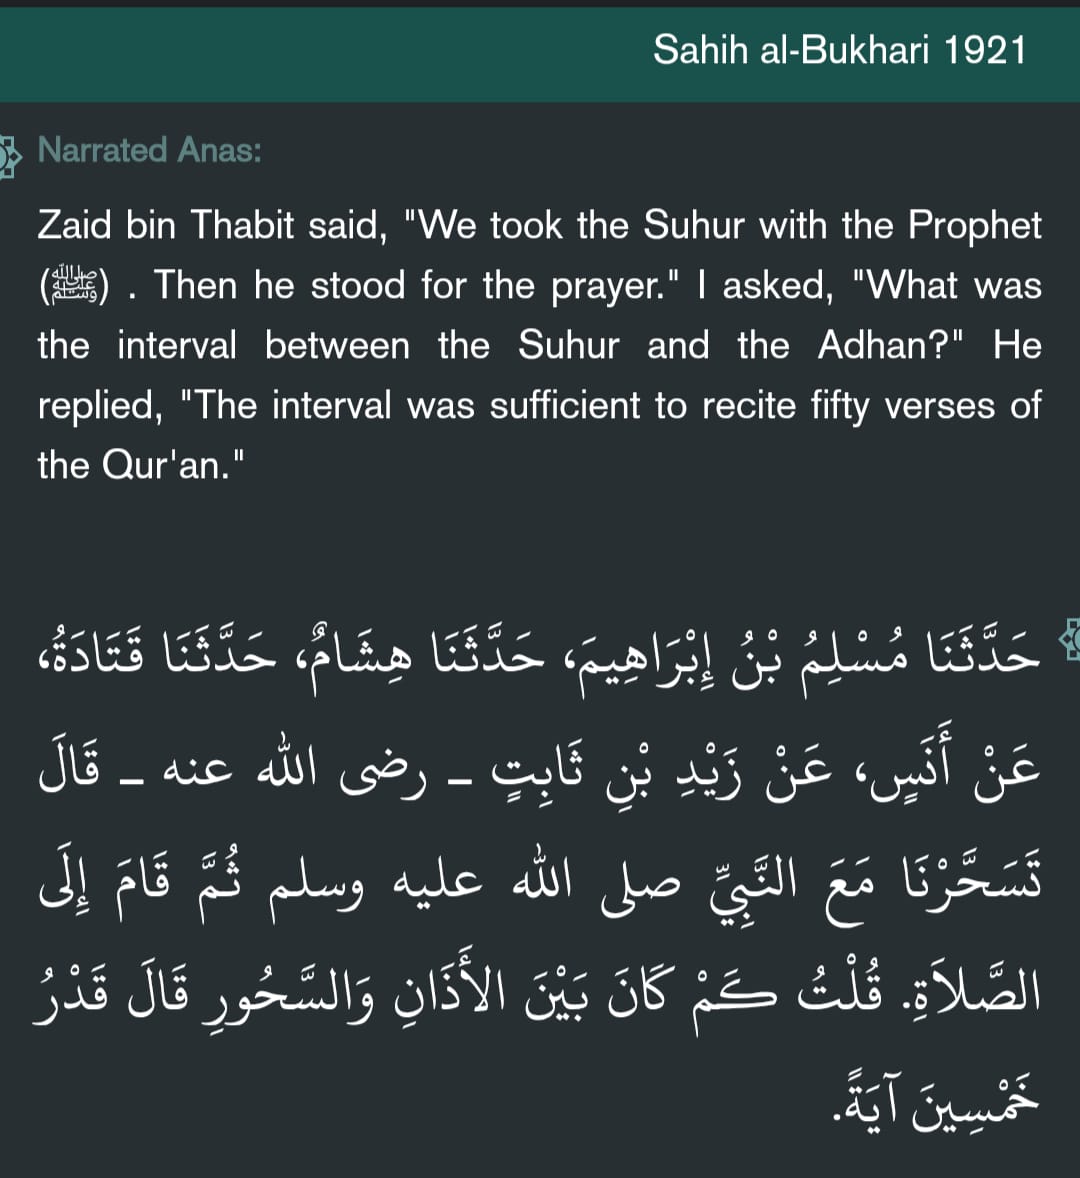 Sahih al-Bukhari 1921
Narrated Anas:
Zaid bin Thabit said, "We took the Suhur with the Prophet
(ﷺ) . Then he stood for the prayer." I asked, "What was
the interval between the Suhur and the Adhan?" He
replied, "The interval was sufficient to recite fifty verses of
the Qur'an."
حَدَّثَنَا مُسْلِمُ بْنُ إِبْرَاهِيمَ، حَدَّثَنَا هِشَامٌ، حَدَّثَنَا قَتَادَةُ،
عَنْ أَنَسٍ، عَنْ زَيْدِ بْنِ ثَابِتٍ ـ رضى الله عنه ـ قَالَ
تَسَحَّرْنَا مَعَ النَّبِيِّ صلى الله عليه وسلم ثُمَّ قَامَ إِلَى
الصَّلاَةِ. قُلْتُ كَمْ كَانَ بَيْنَ الأَذَانِ وَالسَّحُورِ قَالَ قَدْرُ
خَمْسِينَ آيَةً.